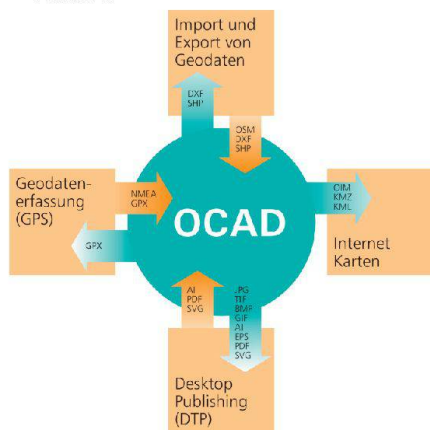 Import und
Export von
Geodaten
DXF
SHP
OSM
DXF
SHP
Geodaten-
erfassung
(GPS)
NMEA
GPX
GPX
OCAD
OIM
KMZ
KML
Internet
Karten
AI
PDF
SVG
JPG
TIF
BMP
GIF
AI
EPS
PDF
SVG
Desktop
Publishing
(DTP)